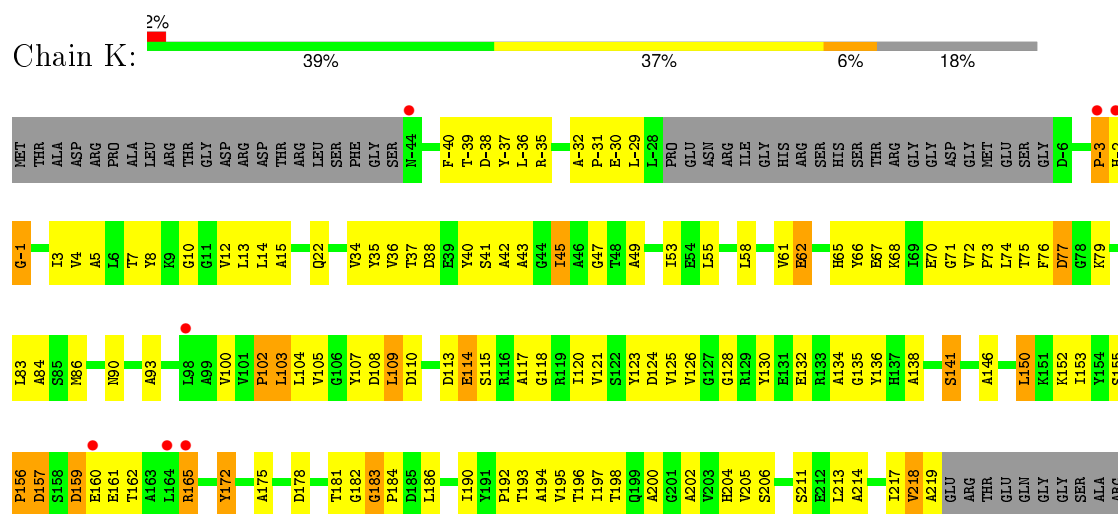 2%
Chain K:
39% 37% 6% 18%
MET THR ALA ASP ARG PRO ALA LEU ARG THR GLY ASP ARG ASP THR ARG LEU SER PHE GLY SER N-44 F-40 T-39 D-38 Y-37 L-36 R-35 A-32 P-31 E-30 L-29 L-28 PRO GLU ASN ARG ILE GLY HIS ARG SER HIS SER THR ARG GLY GLY ASP GLY MET GLU SER GLY D-6 P-3 H-2
G-1 I3 V4 A5 L6 T7 Y8 K9 G10 G11 V12 L13 L14 A15 Q22 V34 Y35 V36 T37 D38 E39 Y40 S41 A42 A43 G44 I45 A46 G47 T48 A49 I53 E54 L55 L58 V61 E62 H65 Y66 E67 K68 I69 E70 G71 V72 P73 L74 T75 F76 D77 G78 K79
L83 A84 S85 M86 N90 A93 L98 A99 V100 V101 P102 L103 L104 V105 G106 Y107 D108 L109 D110 D113 E114 S115 R116 A117 G118 R119 I120 V121 S122 Y123 D124 V125 V126 G127 G128 R129 Y130 E131 E132 R133 A134 G135 Y136 H137 A138 S141 A146 L150 K151 K152 I153 Y154 S155
P156 D157 S158 D159 E160 E161 T162 A163 L164 R165 Y172 A175 D178 T181 G182 G183 P184 D185 L186 I190 Y191 P192 T193 A194 V195 T196 I197 T198 Q199 A200 G201 A202 V203 H204 V205 S206 S211 E212 L213 A214 I217 V218 A219 GLU ARG THR GLU GLN GLY GLY SER ALA ARG